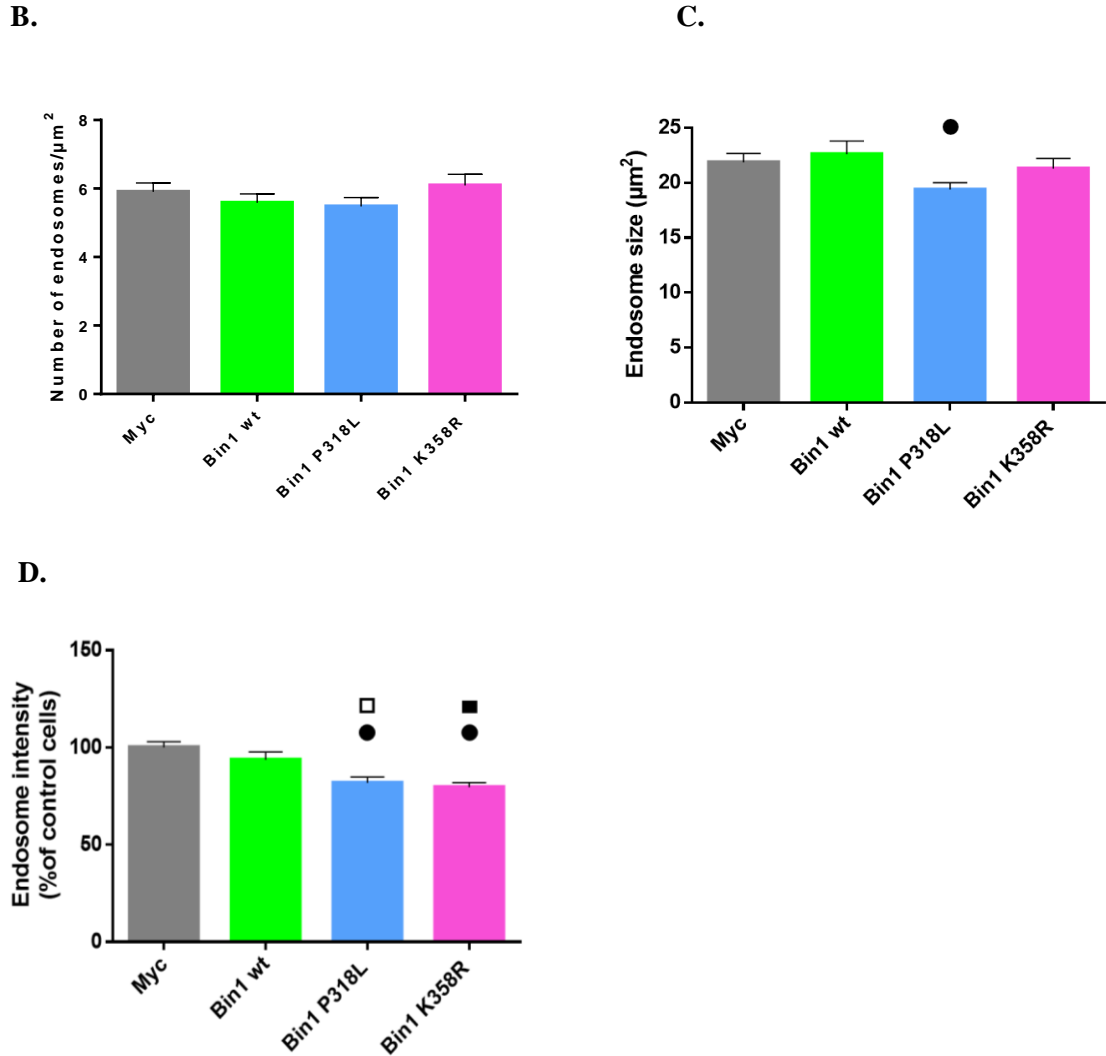 B.
C.
Number of endosomes/µm²
8
6
4
2
0
Myc
Bin1 wt
Bin1 P318L
Bin1 K358R
Endosome size (µm²)
25
20
15
10
5
0
Myc
Bin1 wt
Bin1 P318L
Bin1 K358R
D.
Endosome intensity
(%of control cells)
150
100
50
0
Myc
Bin1 wt
Bin1 P318L
Bin1 K358R